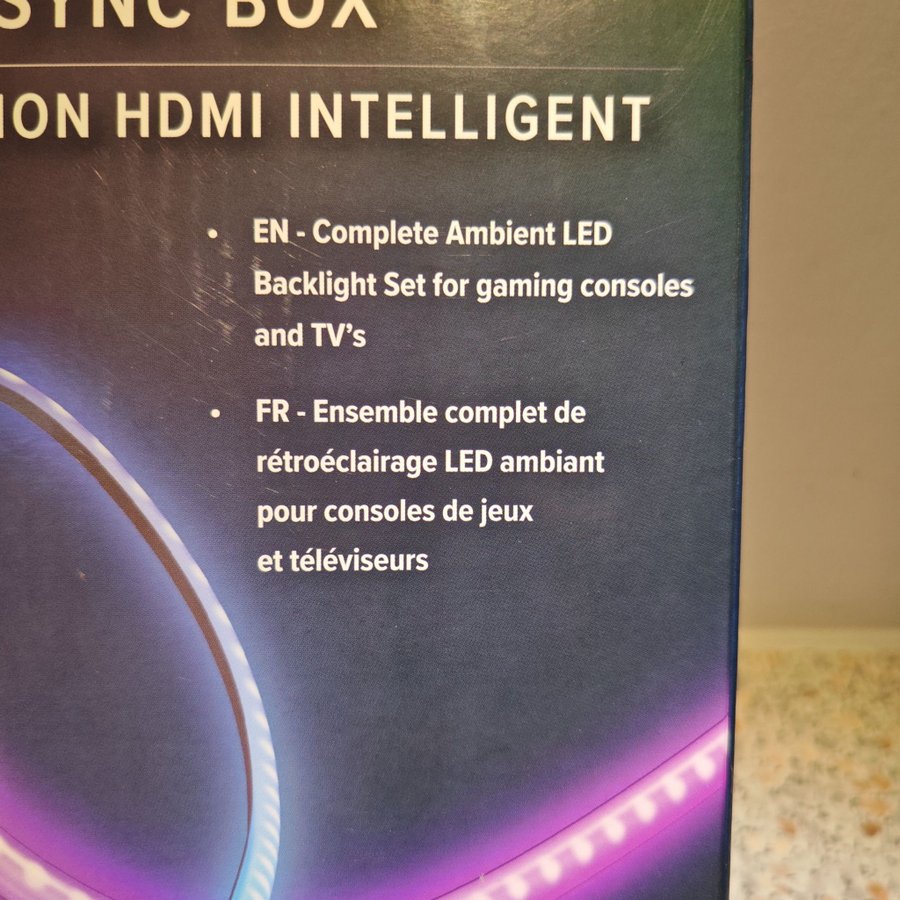 SYNC BOX
ION HDMI INTELLIGENT
• EN - Complete Ambient LED
Backlight Set for gaming consoles
and TV’s
• FR - Ensemble complet de
rétroéclairage LED ambiant
pour consoles de jeux
et téléviseurs